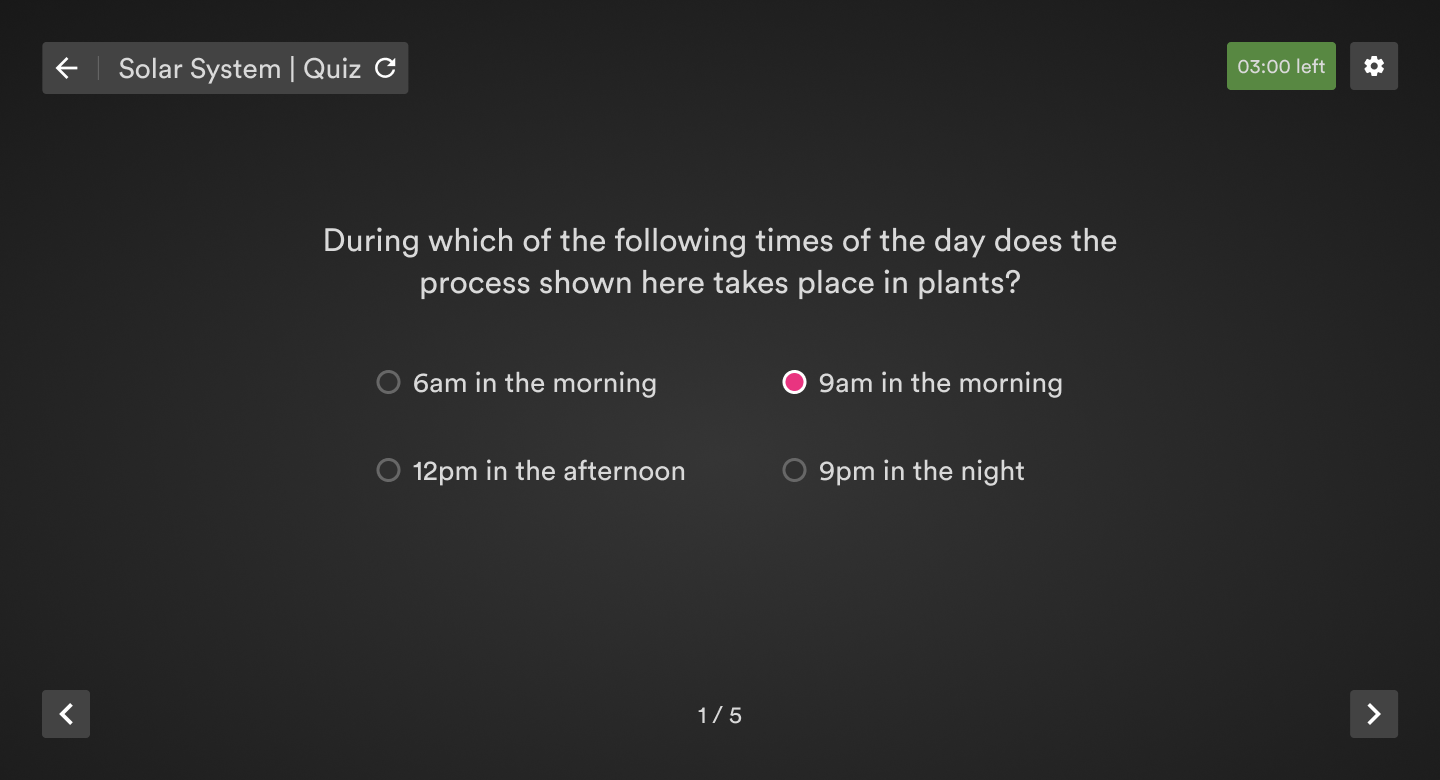 Solar System | Quiz
03:00 left
During which of the following times of the day does the
process shown here takes place in plants?
6am in the morning
9am in the morning
12pm in the afternoon
9pm in the night
1 / 5